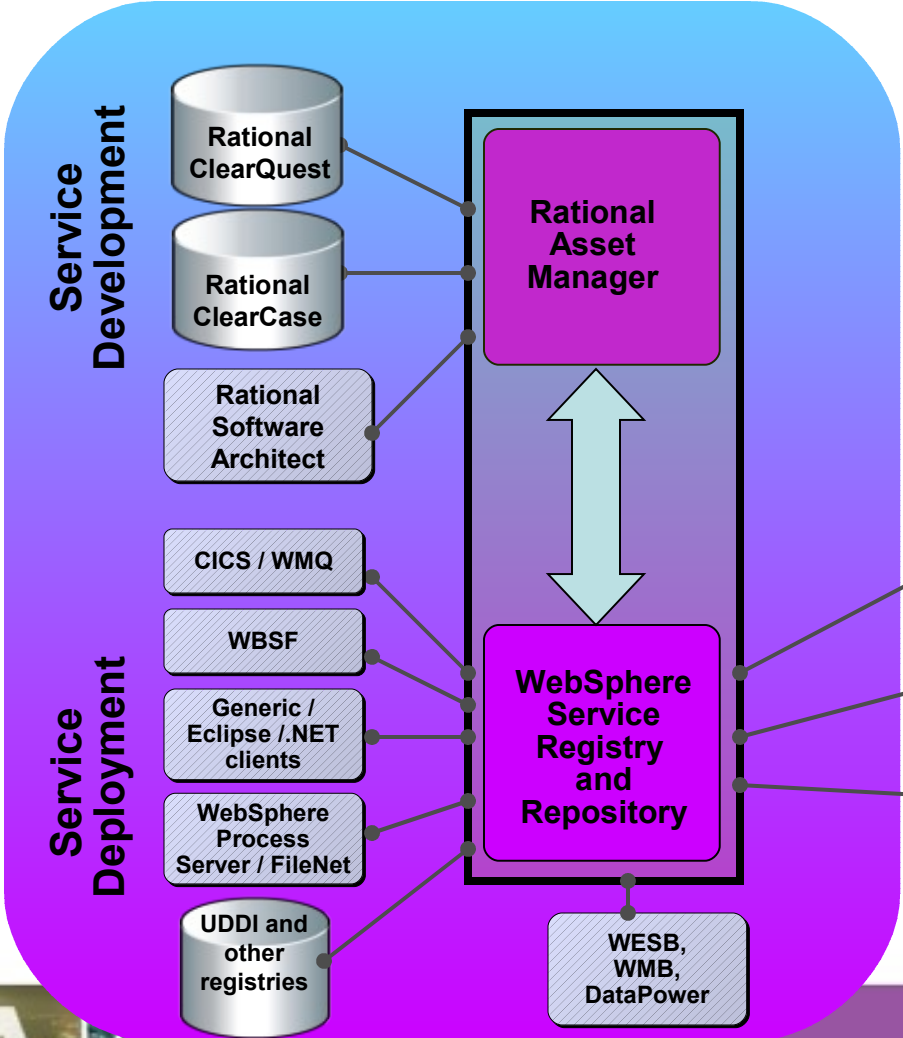 Service
Development
Rational
ClearQuest
Rational
ClearCase
Rational
Software
Architect
Rational
Asset
Manager
Service
Deployment
CICS / WMQ
WBSF
Generic /
Eclipse /.NET
clients
WebSphere
Process
Server / FileNet
UDDI and
other
registries
WebSphere
Service
Registry
and
Repository
WESB,
WMB,
DataPower